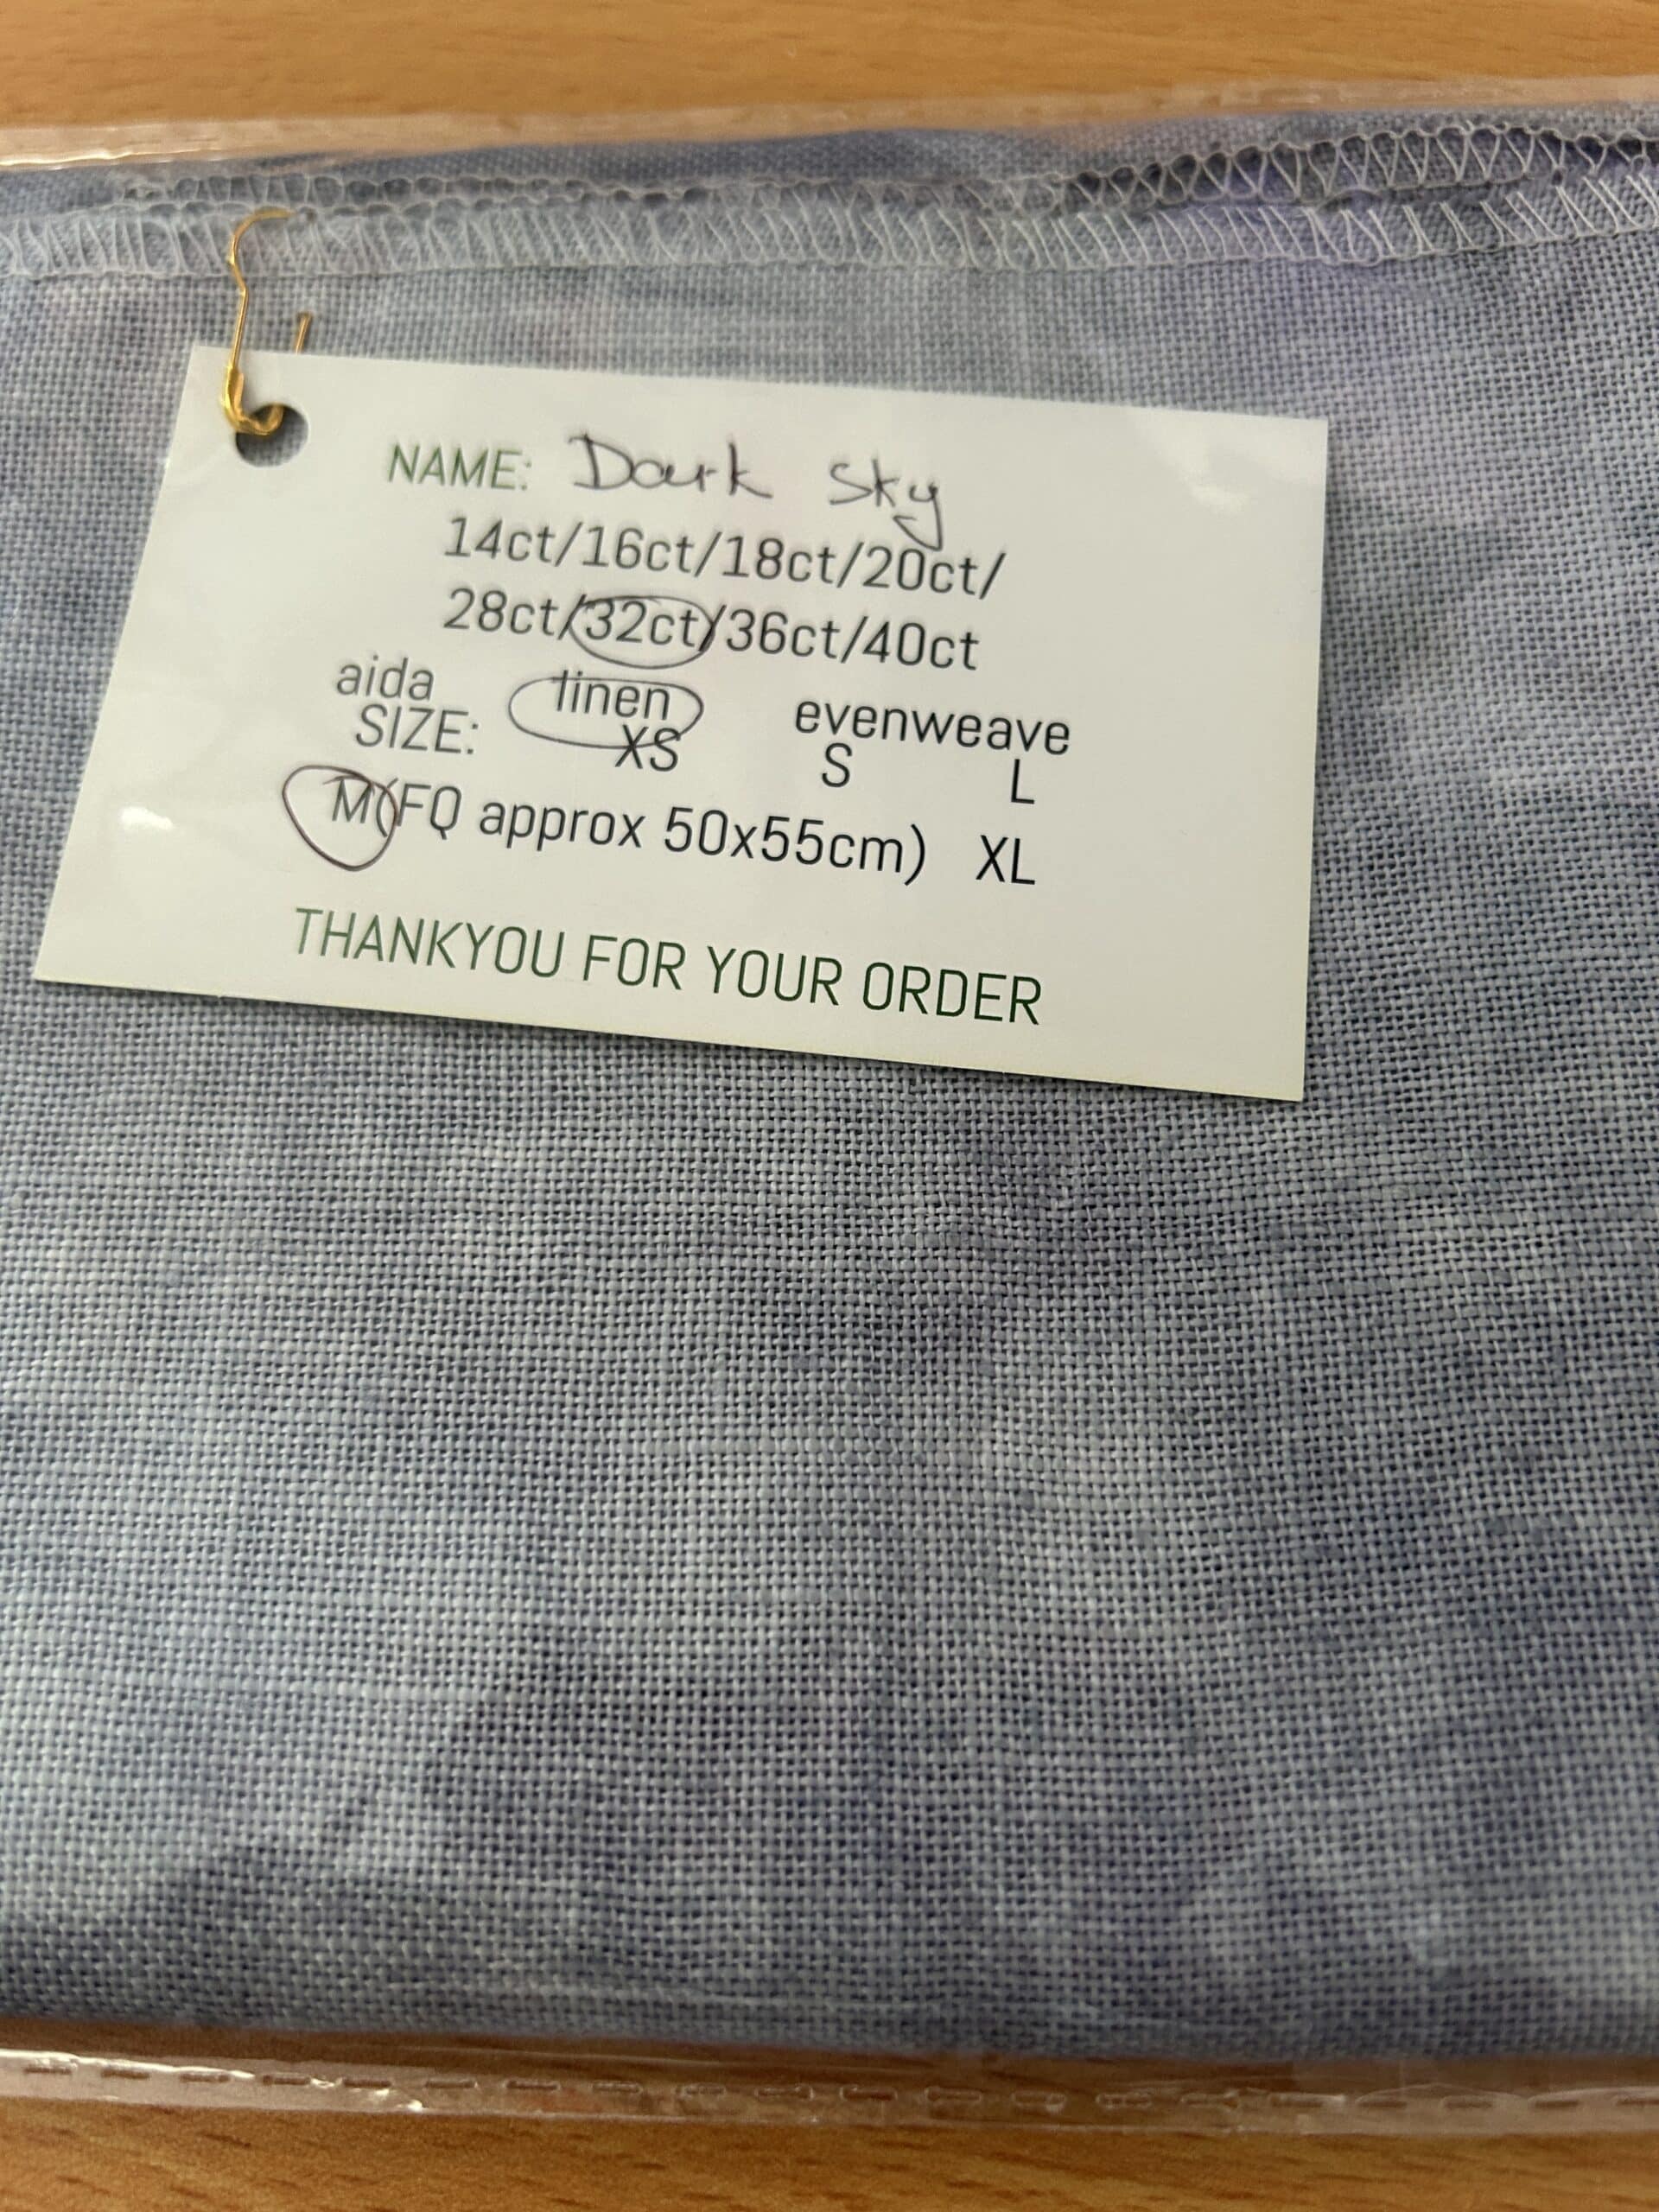 NAME: Dark Sky
14ct/16ct/18ct/20ct/
28ct/32ct/36ct/40ct
aida linen evenweave
SIZE: XS S L
M(FQ approx 50x55cm) XL
THANKYOU FOR YOUR ORDER